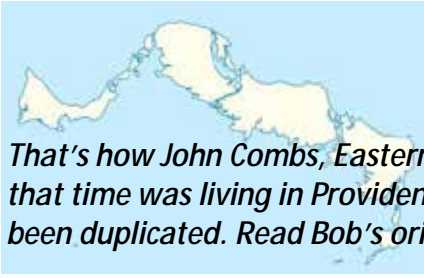 That's how John Combs, Eastern
that time was living in Providen
been duplicated. Read Bob's ori